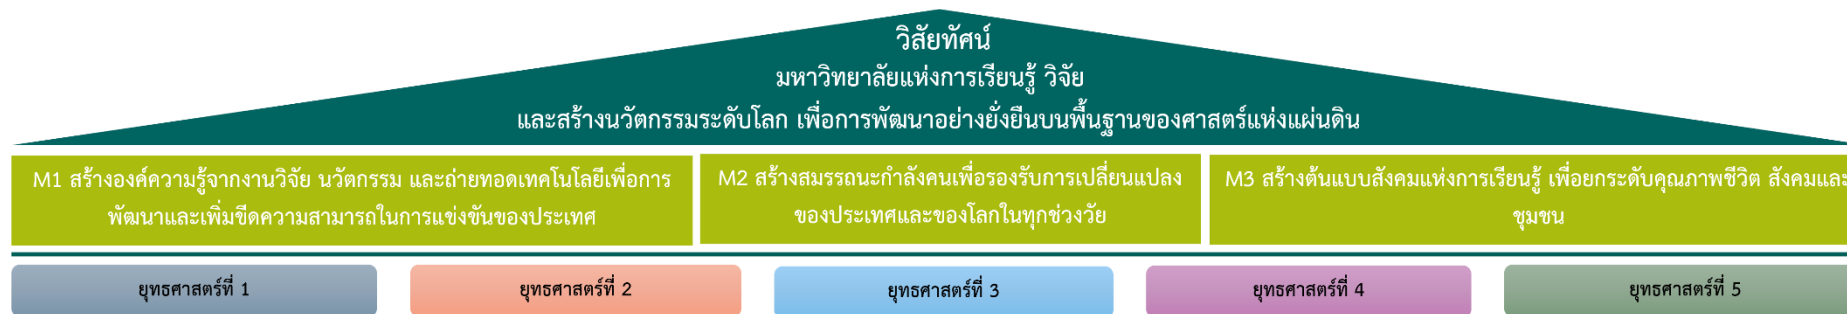 วิสัยทัศน์
มหาวิทยาลัยแห่งการเรียนรู้ วิจัย
และสร้างนวัตกรรมระดับโลก เพื่อการพัฒนาอย่างยั่งยืนบนพื้นฐานของศาสตร์แห่งแผ่นดิน
M1 สร้างองค์ความรู้จากงานวิจัย นวัตกรรม และถ่ายทอดเทคโนโลยีเพื่อการ
พัฒนาและเพิ่มขีดความสามารถในการแข่งขันของประเทศ
M2 สร้างสมรรถนะกำลังคนเพื่อรองรับการเปลี่ยนแปลง
ของประเทศและของโลกในทุกช่วงวัย
M3 สร้างต้นแบบสังคมแห่งการเรียนรู้ เพื่อยกระดับคุณภาพชีวิต สังคมและ
ชุมชน
ยุทธศาสตร์ที่ 1
ยุทธศาสตร์ที่ 2
ยุทธศาสตร์ที่ 3
ยุทธศาสตร์ที่ 4
ยุทธศาสตร์ที่ 5